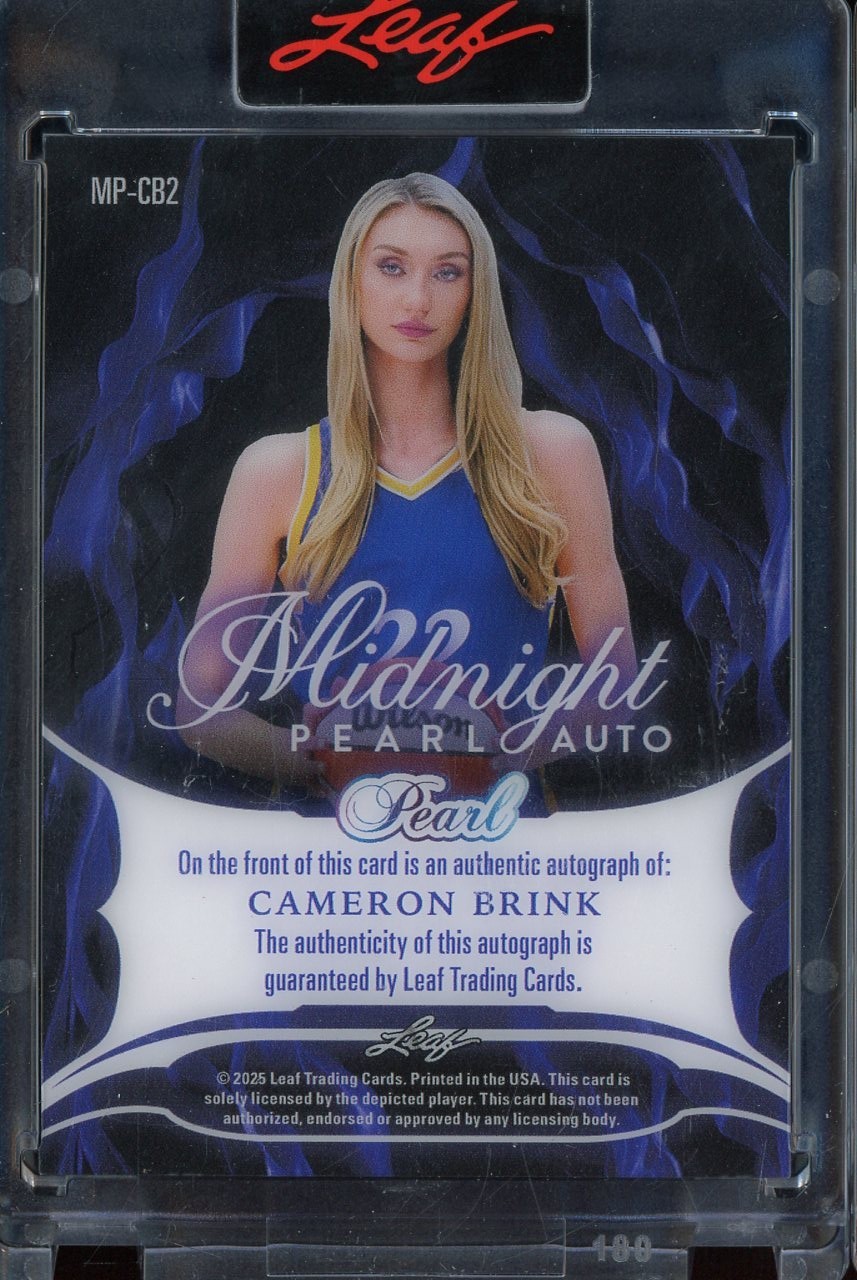 Leaf
MP-CB2
22
Wilson
Midnight
PEARL AUTO
Pearl
On the front of this card is an authentic autograph of:
CAMERON BRINK
The authenticity of this autograph is
guaranteed by Leaf Trading Cards.
Leaf
© 2025 Leaf Trading Cards. Printed in the USA. This card is
solely licensed by the depicted player. This card has not been
authorized, endorsed or approved by any licensing body.
180